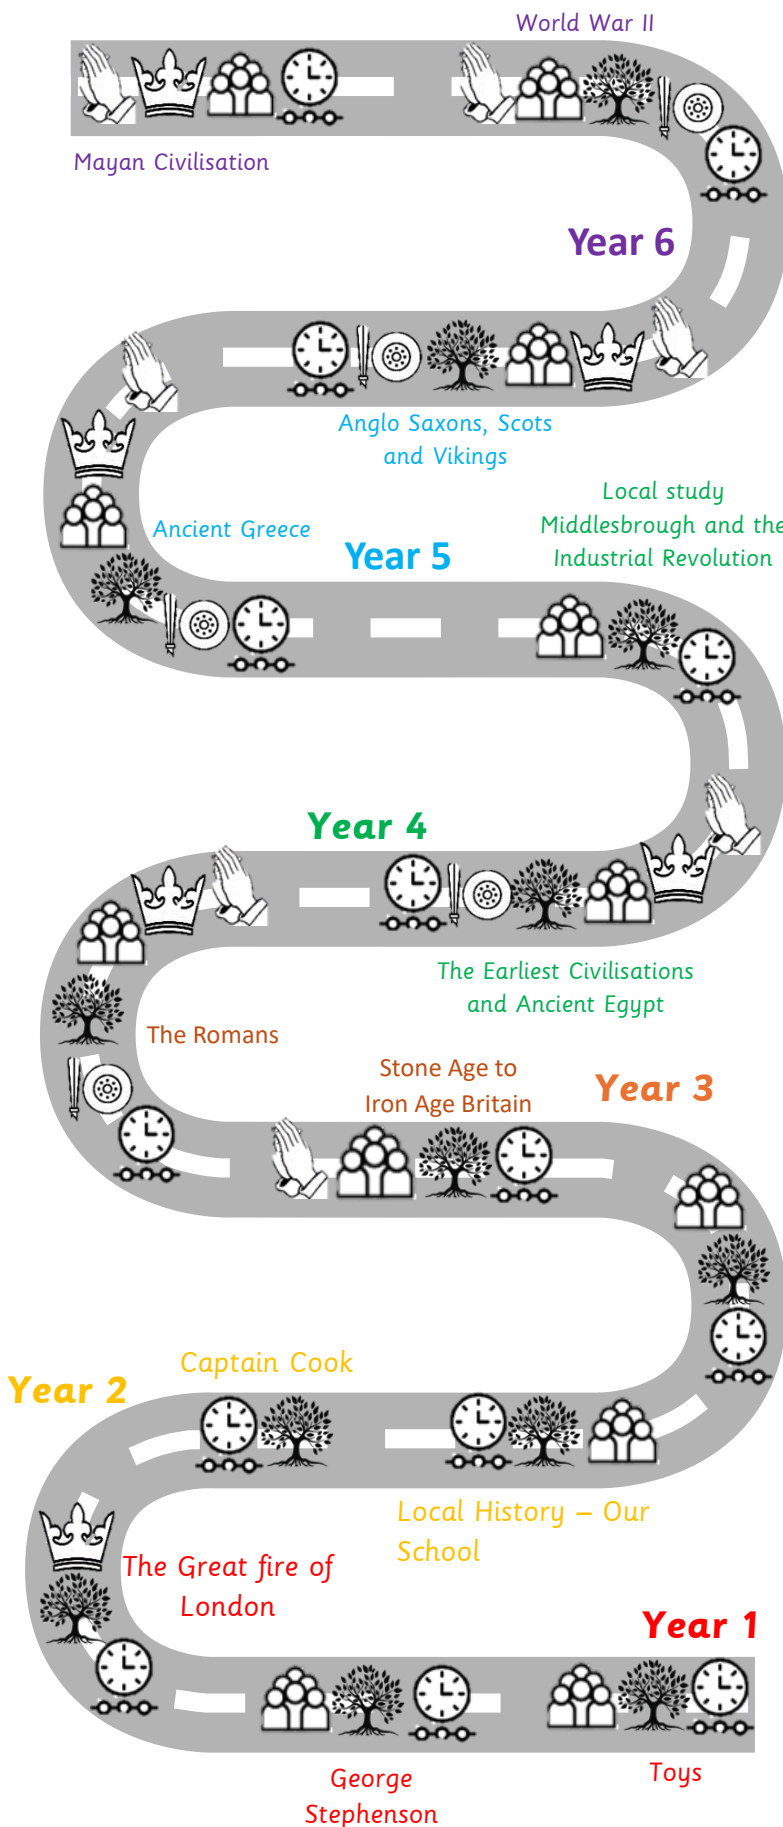 World War II
Mayan Civilisation
Year 6
Anglo Saxons, Scots
and Vikings
Local study
Middlesbrough and the
Industrial Revolution
Ancient Greece
Year 5
Year 4
The Earliest Civilisations
and Ancient Egypt
The Romans
Stone Age to
Iron Age Britain
Year 3
Captain Cook
Year 2
Local History – Our
School
The Great fire of
London
Year 1
Toys
George
Stephenson